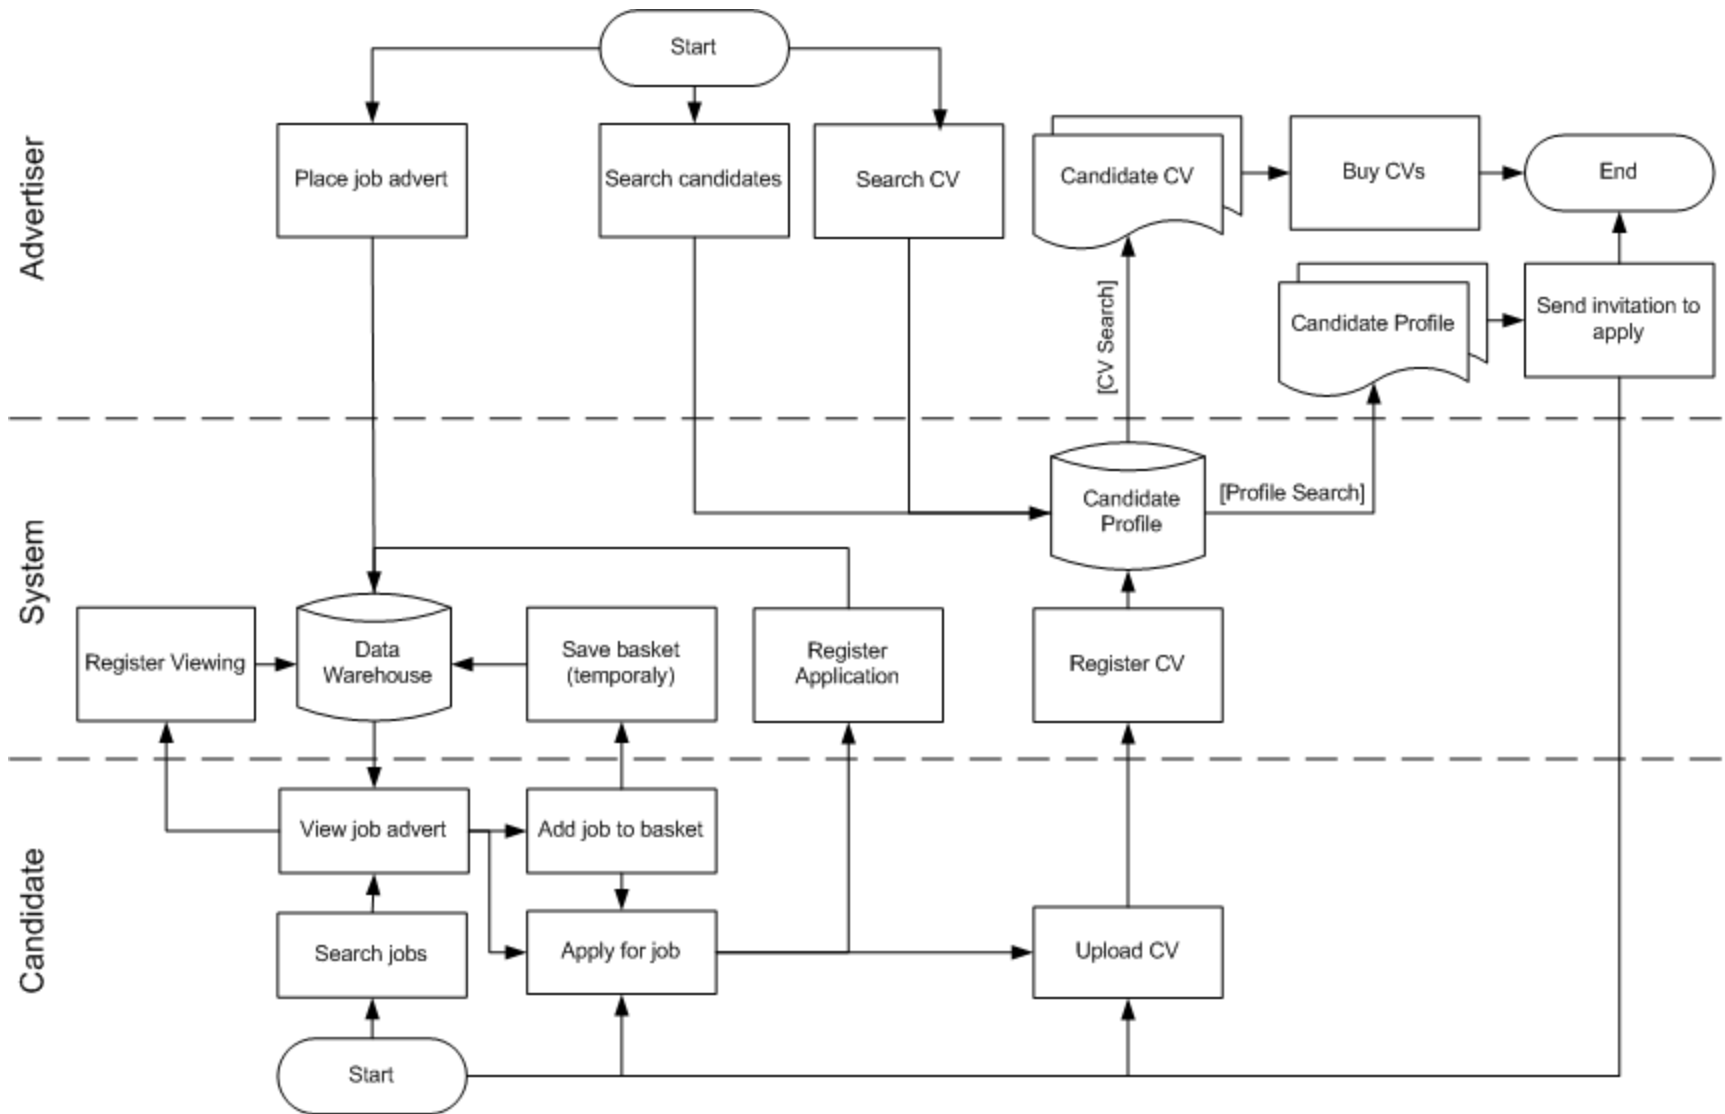 Start
Advertiser
Place job advert
Search candidates
Search CV
Candidate CV
Buy CVs
End
[CV Search]
Candidate Profile
Send invitation to
apply
System
Candidate
Profile
[Profile Search]
Register Viewing
Data
Warehouse
Save basket
(temporaly)
Register
Application
Register CV
Candidate
View job advert
Add job to basket
Search jobs
Apply for job
Upload CV
Start